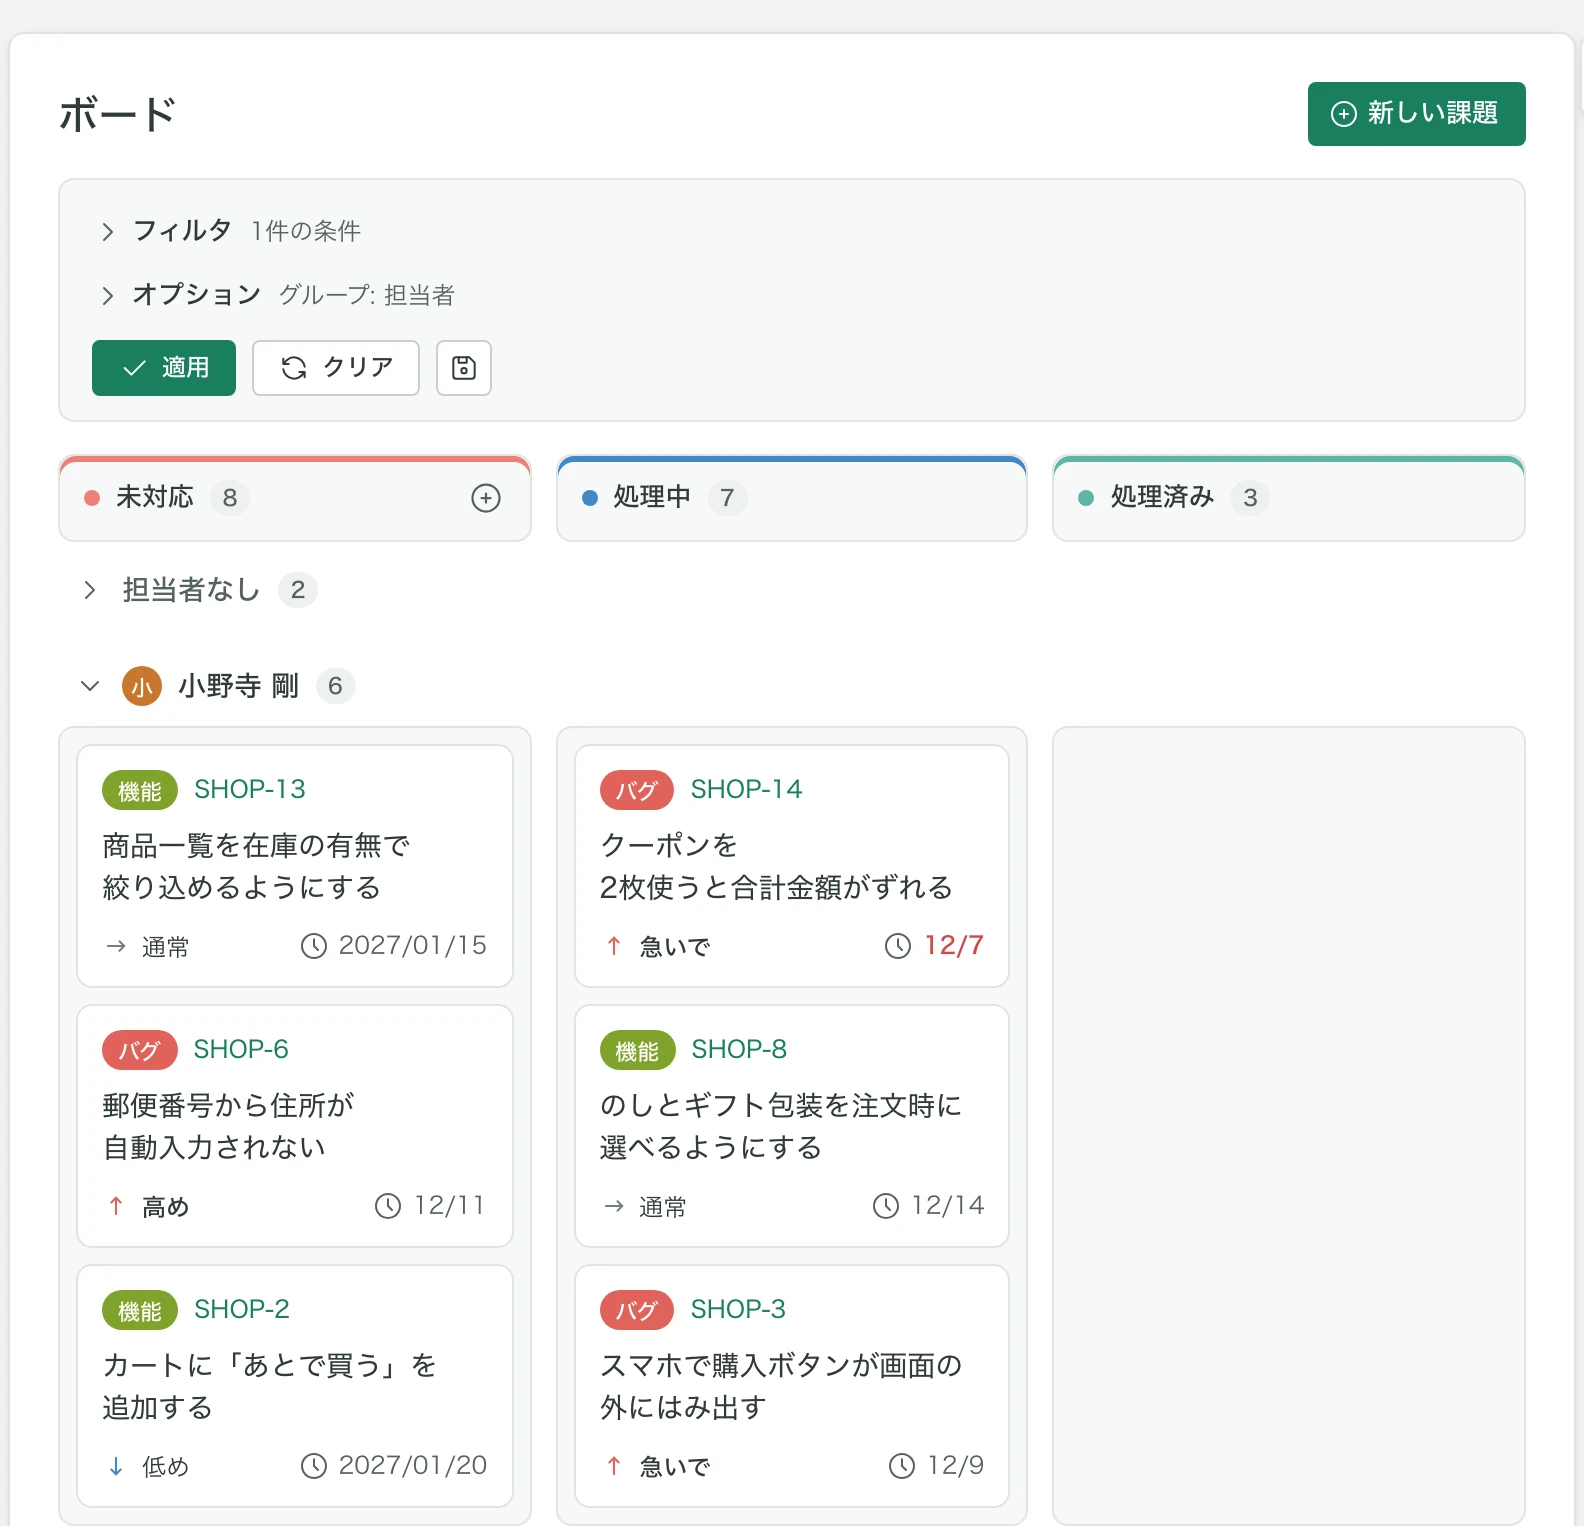 ボード
新しい課題
フィルタ 1件の条件
オプション グループ: 担当者
適用 クリア
未対応 8
処理中 7
処理済み 3
担当者なし 2
小 小野寺 剛 6
機能 SHOP-13
商品一覧を在庫の有無で
絞り込めるようにする
→ 通常 2027/01/15
バグ SHOP-6
郵便番号から住所が
自動入力されない
↑ 高め 12/11
機能 SHOP-2
カートに「あとで買う」を
追加する
↓ 低め 2027/01/20
バグ SHOP-14
クーポンを
2枚使うと合計金額がずれる
↑ 急いで 12/7
機能 SHOP-8
のしとギフト包装を注文時に
選べるようにする
→ 通常 12/14
バグ SHOP-3
スマホで購入ボタンが画面の
外にはみ出す
↑ 急いで 12/9